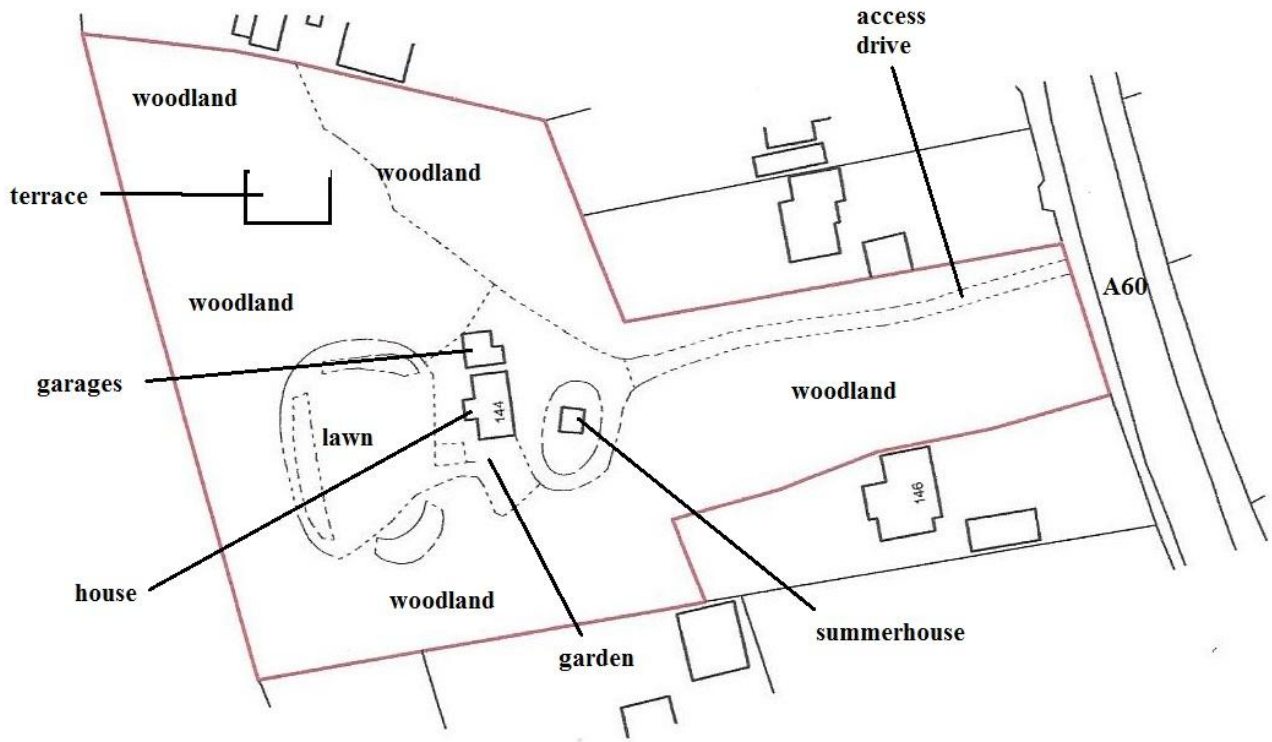 access
drive
woodland
woodland
terrace
woodland
A60
garages
woodland
144
lawn
146
house
woodland
summerhouse
garden